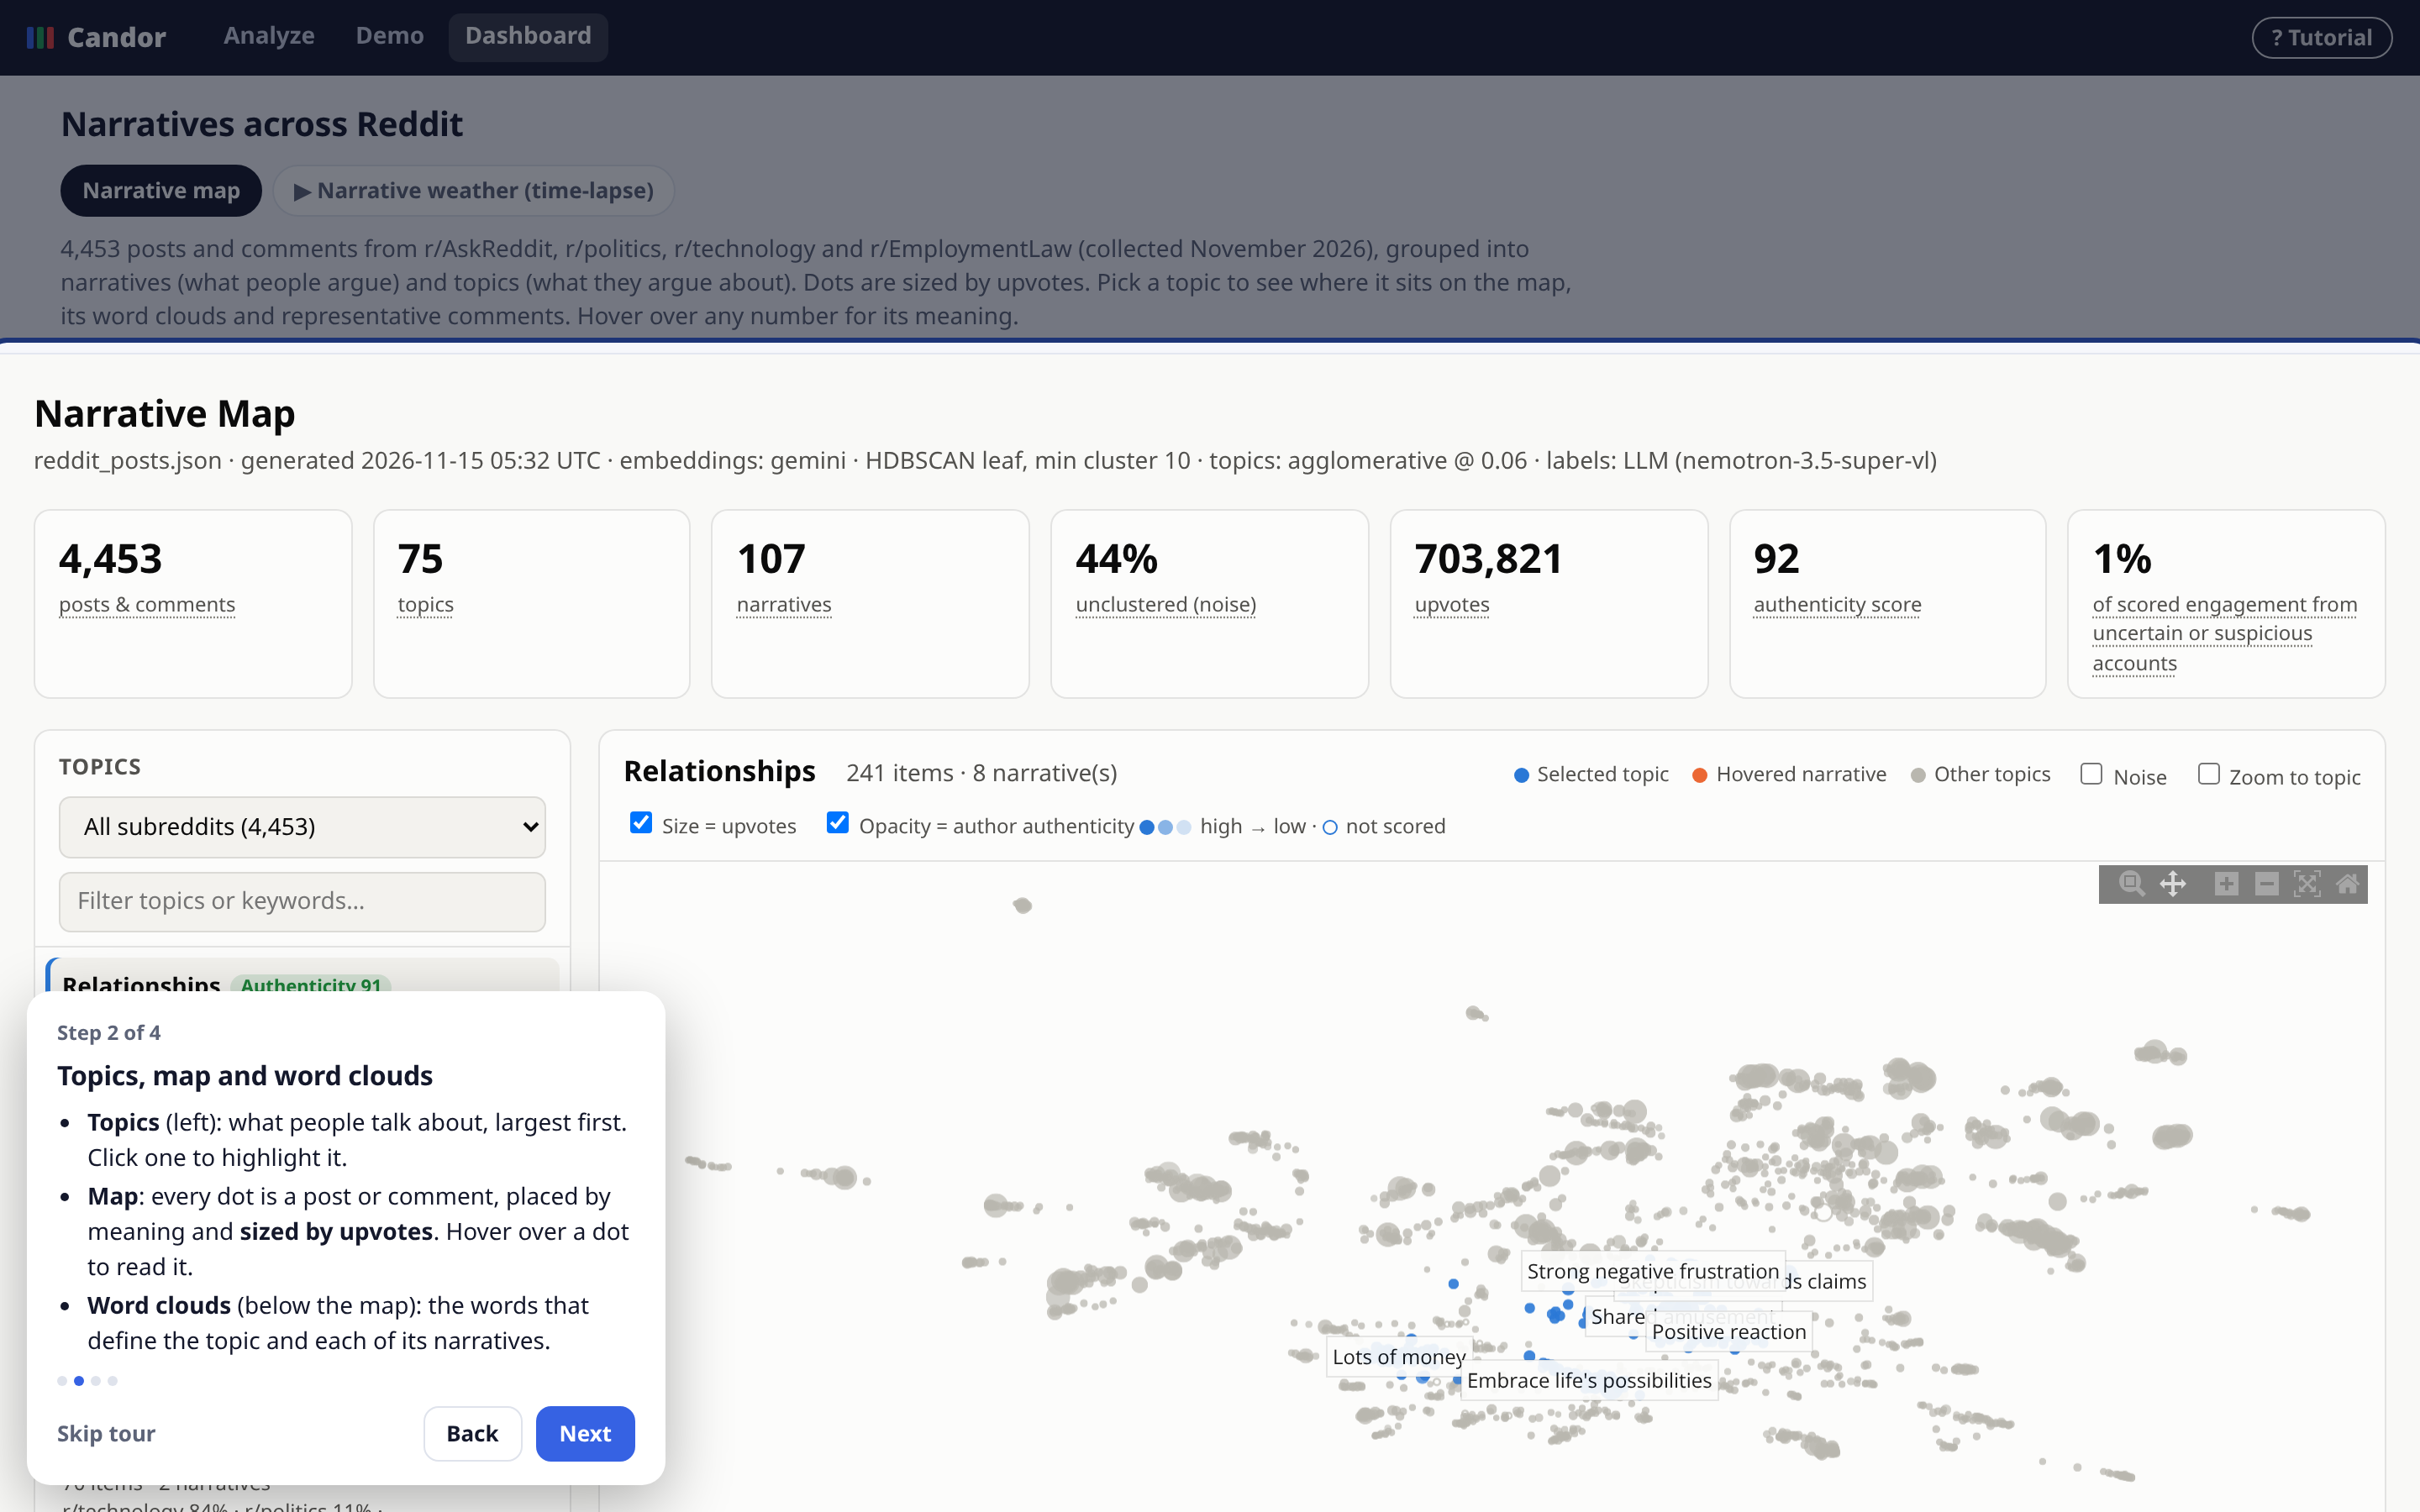 Candor
Analyze
Demo
Dashboard
? Tutorial
Narratives across Reddit
Narrative map
▶ Narrative weather (time-lapse)
4,453 posts and comments from r/AskReddit, r/politics, r/technology and r/EmploymentLaw (collected November 2026), grouped into
narratives (what people argue) and topics (what they argue about). Dots are sized by upvotes. Pick a topic to see where it sits on the map,
its word clouds and representative comments. Hover over any number for its meaning.
Narrative Map
reddit_posts.json · generated 2026-11-15 05:32 UTC · embeddings: gemini · HDBSCAN leaf, min cluster 10 · topics: agglomerative @ 0.06 · labels: LLM (nemotron-3.5-super-vl)
4,453
posts & comments
75
topics
107
narratives
44%
unclustered (noise)
703,821
upvotes
92
authenticity score
1%
of scored engagement from
uncertain or suspicious
accounts
TOPICS
All subreddits (4,453)
Filter topics or keywords...
Relationships Authenticity 91
Relationships 241 items · 8 narrative(s)
Selected topic Hovered narrative Other topics Noise Zoom to topic
Size = upvotes Opacity = author authenticity high → low · not scored
Strong negative frustration
skepticism towards claims
Shared amusement
Positive reaction
Lots of money
Embrace life's possibilities
Step 2 of 4
Topics, map and word clouds
• Topics (left): what people talk about, largest first.
Click one to highlight it.
• Map: every dot is a post or comment, placed by
meaning and sized by upvotes. Hover over a dot
to read it.
• Word clouds (below the map): the words that
define the topic and each of its narratives.
Skip tour
Back
Next
70 items · 2 narratives
r/technology 84% · r/politics 11% ·